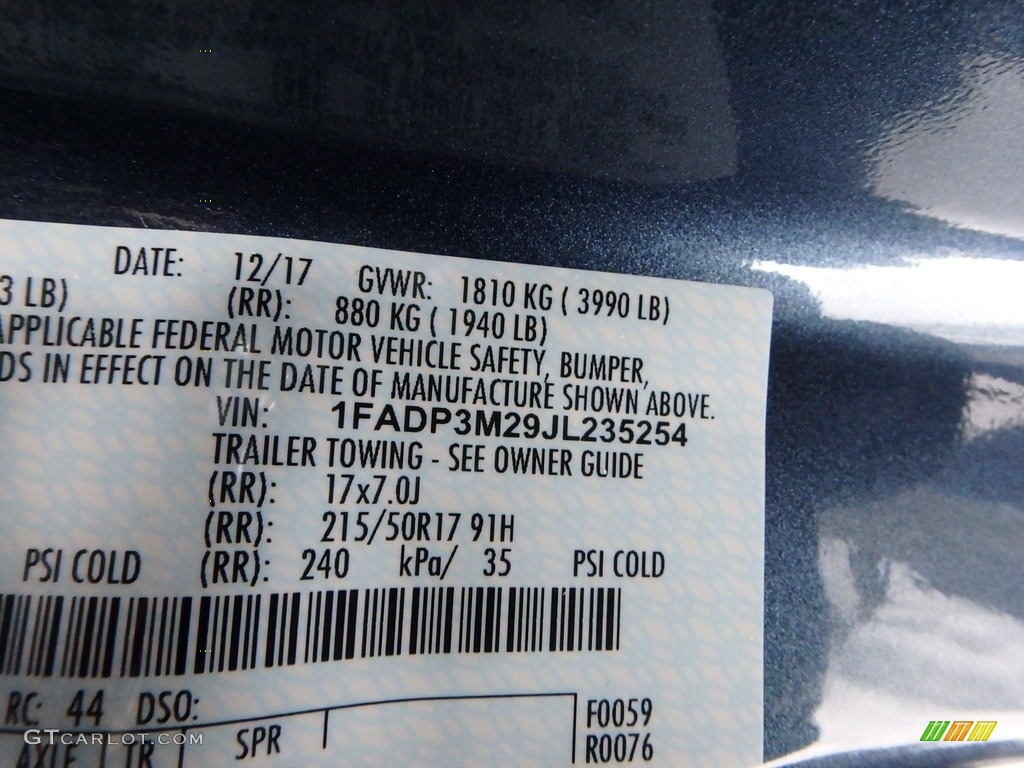 DATE: 12/17 GVWR: 1810 KG ( 3990 LB)
3 LB) (RR): 880 KG ( 1940 LB)
APPLICABLE FEDERAL MOTOR VEHICLE SAFETY, BUMPER,
DS IN EFFECT ON THE DATE OF MANUFACTURE SHOWN ABOVE.
VIN: 1FADP3M29JL235254
TRAILER TOWING - SEE OWNER GUIDE
(RR): 17x7.0J
(RR): 215/50R17 91H
PSI COLD (RR): 240 kPa/ 35 PSI COLD
RC: 44 DSO:
F0059
AXLE TR SPR R0076
GTcarlot.com